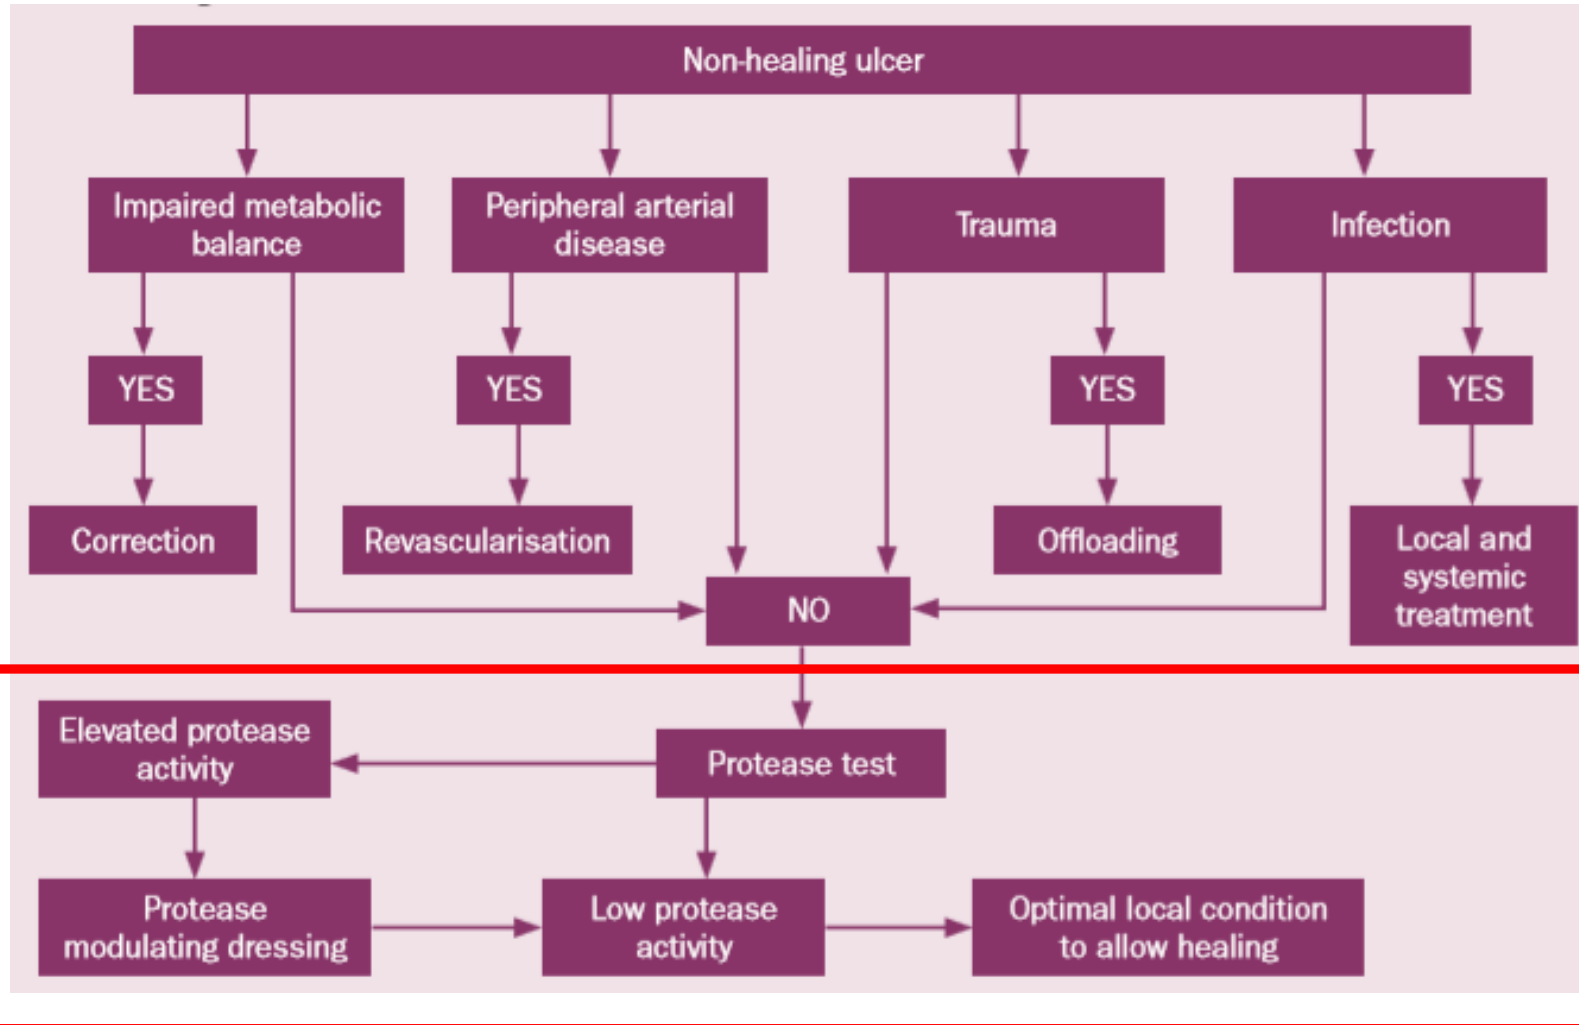 Non-healing ulcer
Impaired metabolic
balance
Peripheral arterial
disease
Trauma
Infection
YES
YES
YES
YES
Correction
Revascularisation
Offloading
Local and
systemic
treatment
NO
Elevated protease
activity
Protease test
Protease
modulating dressing
Low protease
activity
Optimal local condition
to allow healing